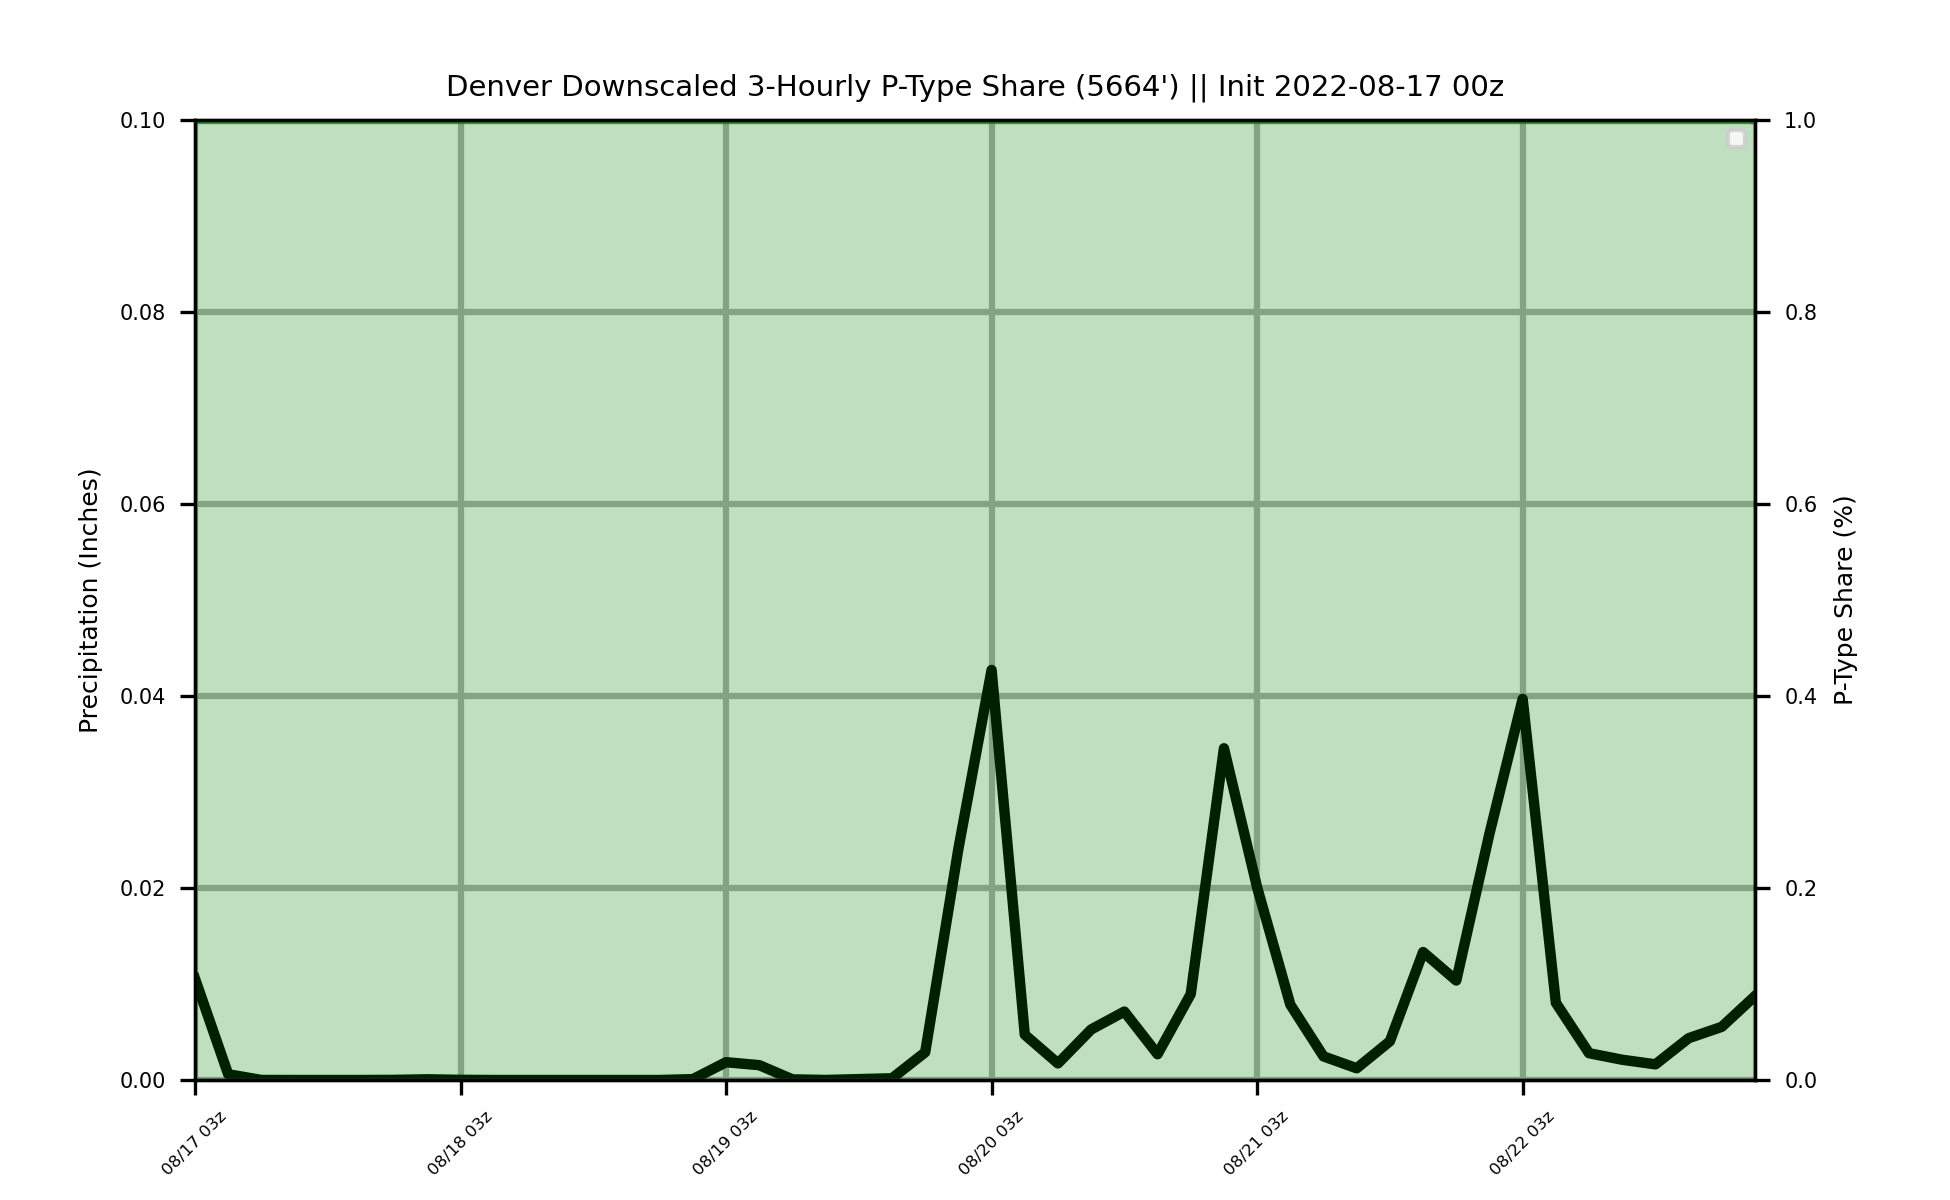 Denver Downscaled 3-Hourly P-Type Share (5664') || Init 2022-08-17 00z
Precipitation (Inches)
0.10
0.08
0.06
0.04
0.02
0.00
1.0
0.8
0.6
0.4
0.2
0.0
P-Type Share (%)
08/17 03z
08/18 03z
08/19 03z
08/20 03z
08/21 03z
08/22 03z